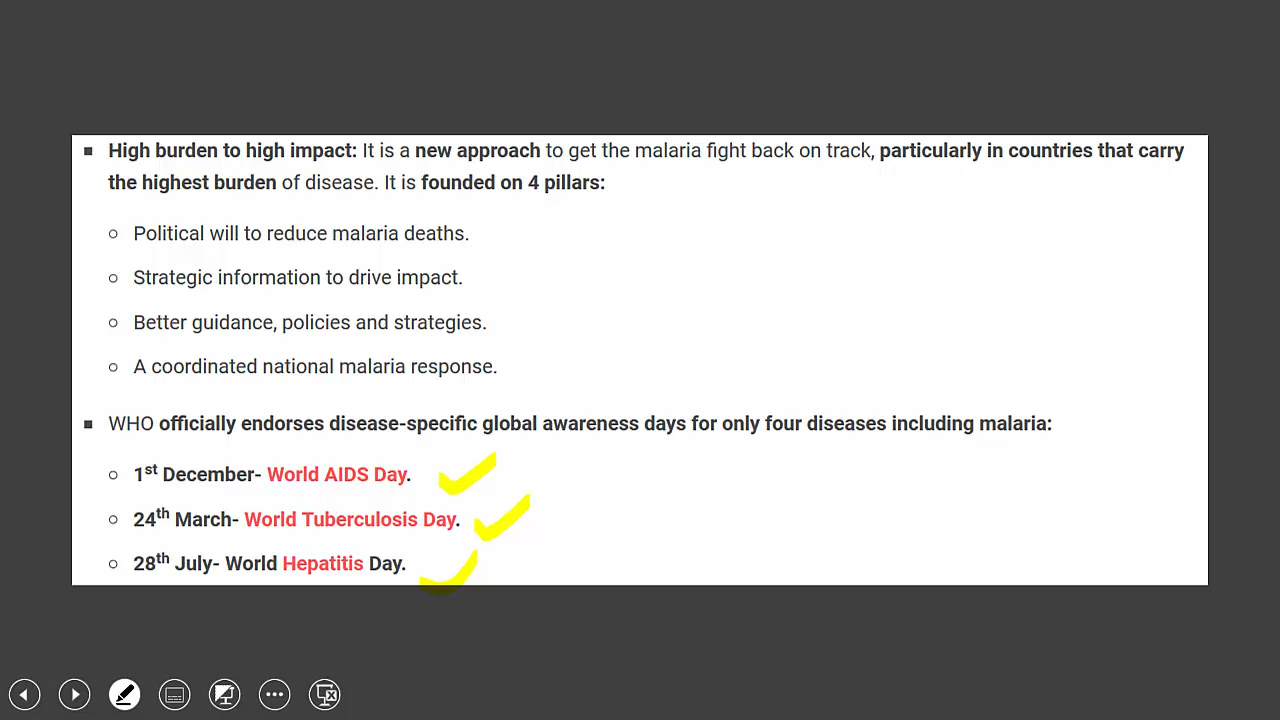 High burden to high impact: It is a new approach to get the malaria fight back on track, particularly in countries that carry
the highest burden of disease. It is founded on 4 pillars:
Political will to reduce malaria deaths.
Strategic information to drive impact.
Better guidance, policies and strategies.
A coordinated national malaria response.
WHO officially endorses disease-specific global awareness days for only four diseases including malaria:
1st December- World AIDS Day.
24th March- World Tuberculosis Day.
28th July- World Hepatitis Day.